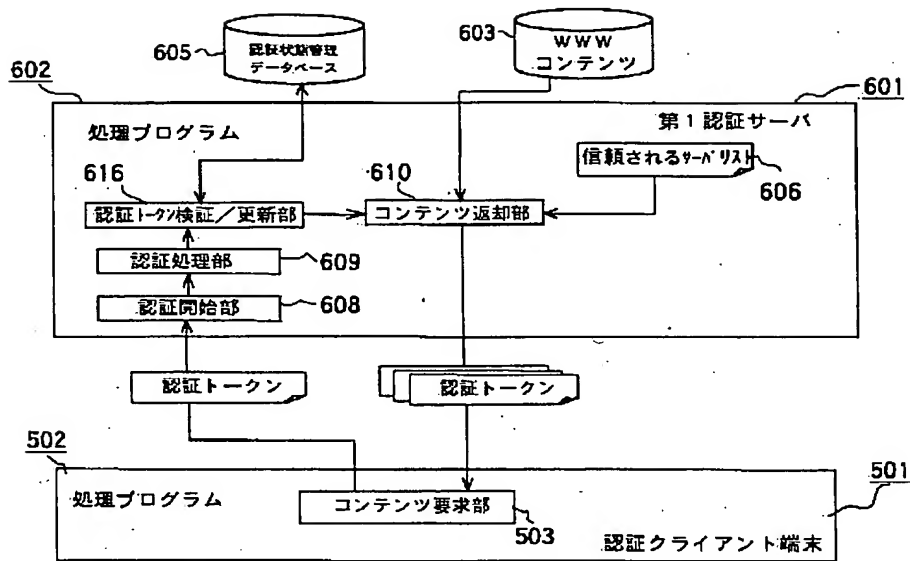 605
認証状態管理
データベース
603
WWW
コンテンツ
602
601
処理プログラム
第1認証サーバ
信頼されるサーバリスト
606
616
610
認証トークン検証/更新部
コンテンツ返却部
認証処理部
609
認証開始部
608
認証トークン
認証トークン
502
501
処理プログラム
コンテンツ要求部
503
認証クライアント端末